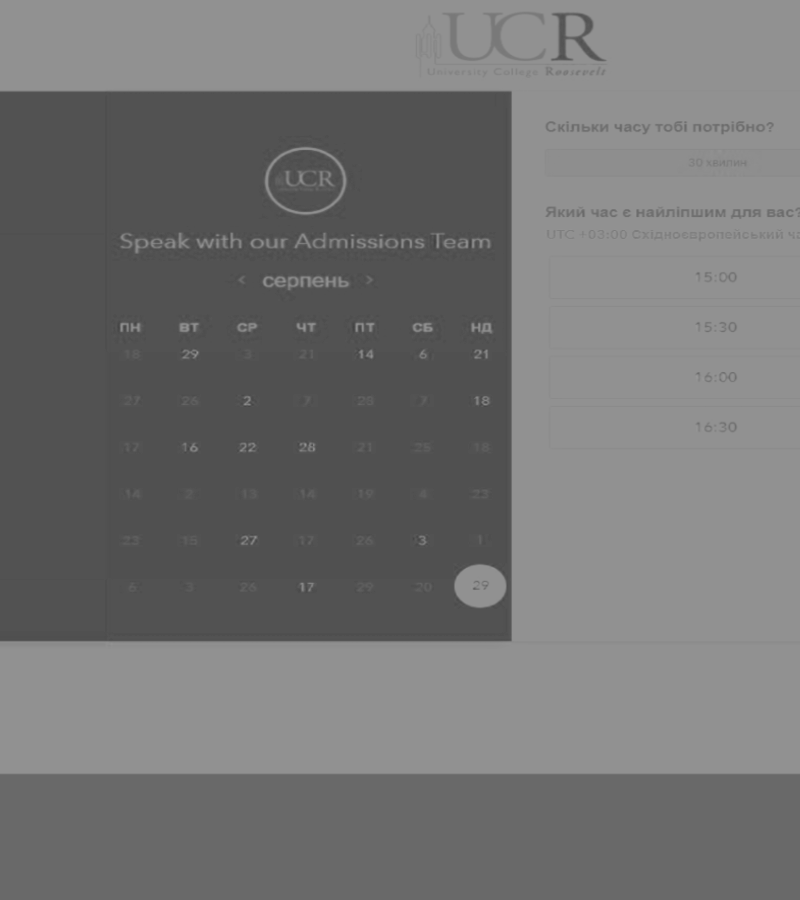 UCR
University College Roosevelt
UCR
Speak with our Admissions Team
< серпень >
ПН ВТ СР ЧТ ПТ СБ НД
18 29 3 21 14 6 21
27 26 2 7 25 7 18
17 16 22 28 21 25 18
14 2 13 14 19 4 22
22 15 27 17 26 3 1
6 3 26 17 29 20 29
Скільки часу тобі потрібно?
30 хвилин
Який час є найліпшим для вас?
UTC +03:00 Східноєвропейський ча
15:00
15:30
16:00
16:30